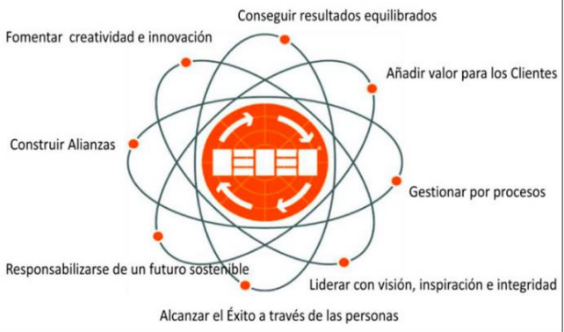 Conseguir resultados equilibrados
Fomentar creatividad e innovación
Añadir valor para los Clientes
Construir Alianzas
Gestionar por procesos
Responsabilizarse de un futuro sostenible
Liderar con visión, inspiración e integridad
Alcanzar el Éxito a través de las personas